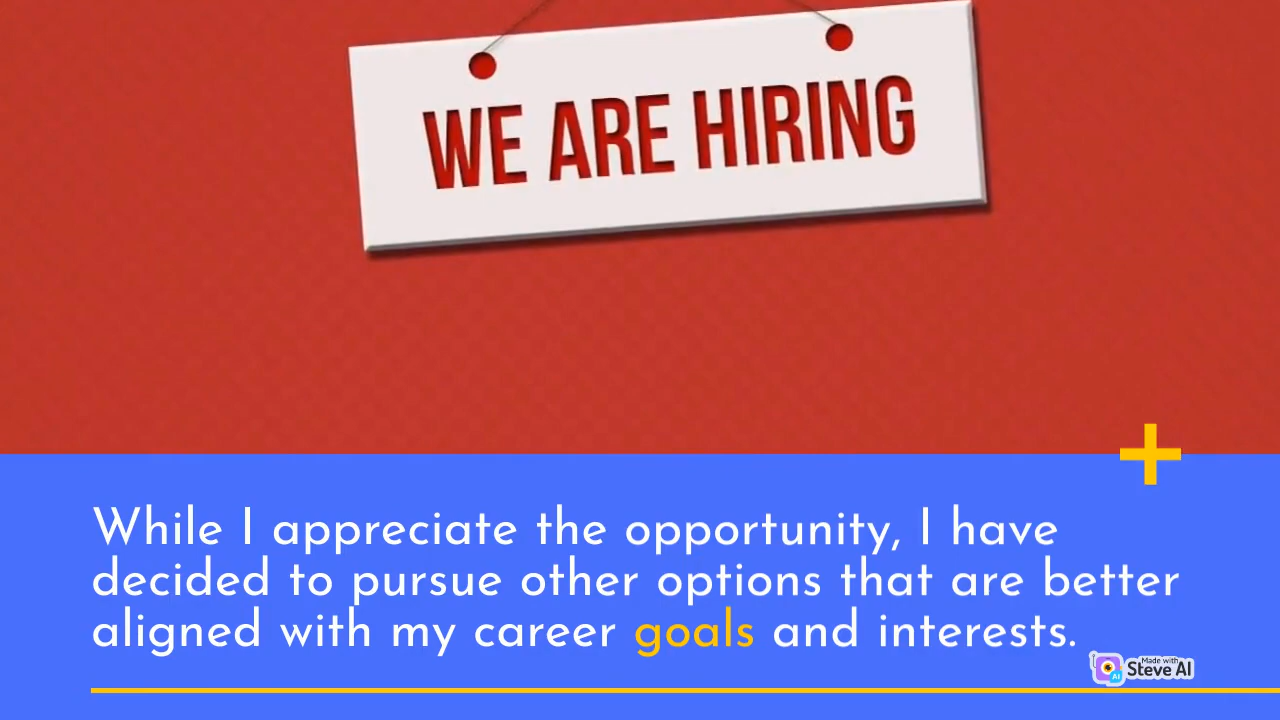 WE ARE HIRING
While I appreciate the opportunity, I have
decided to pursue other options that are better
aligned with my career goals and interests.
Made with
Steve AI
AI